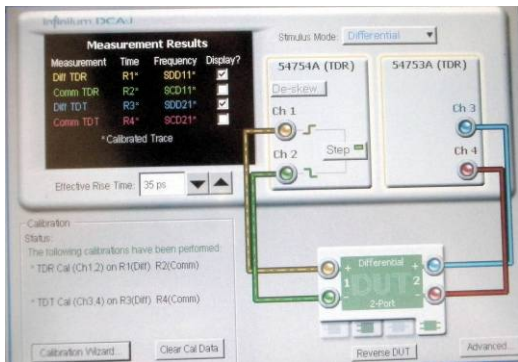 Infiniium DCA-J
Measurement Results
Measurement Time Frequency Display?
Diff TDR R1* SDD11*
Comm TDR R2* SCD11*
Diff TDT R3* SDD21*
Comm TDT R4* SCD21*
*Calibrated Trace
Effective Rise Time: 35 ps
Stimulus Mode: Differential
54754A (TDR)
54753A (TDR)
De-skew...
Ch 1
Ch 2
Step
Ch 3
Ch 4
Calibration
Status:
The following calibrations have been performed:
* TDR Cal (Ch1,2) on R1(Diff) R2(Comm)
* TDT Cal (Ch3,4) on R3(Diff) R4(Comm)
Calibration Wizard...
Clear Cal Data
+ Differential +
1 DUT 2
- 2-Port -
Reverse DUT
Advanced...